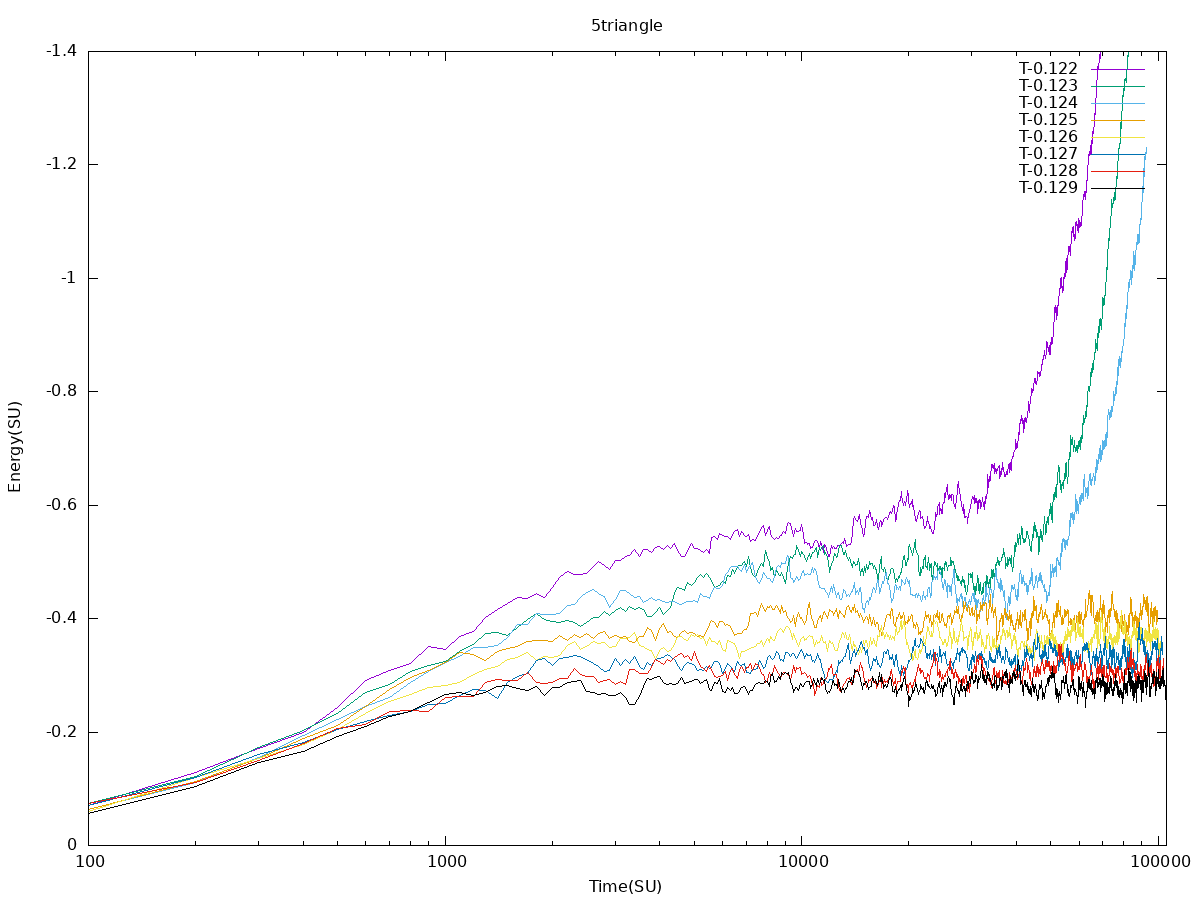 5triangle
-1.4
-1.2
-1
-0.8
-0.6
-0.4
-0.2
0
Energy(SU)
T-0.122
T-0.123
T-0.124
T-0.125
T-0.126
T-0.127
T-0.128
T-0.129
100
1000
10000
100000
Time(SU)